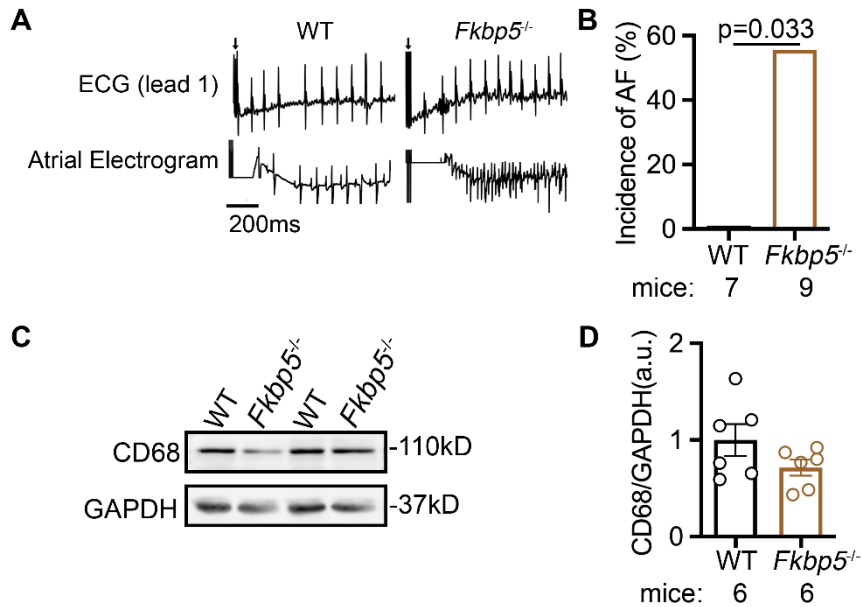 A
WT
Fkbp5-/-
ECG (lead 1)
Atrial Electrogram
200ms
B
p=0.033
Incidence of AF (%)
60
40
20
0
WT
Fkbp5-/-
mice: 7 9
C
WT
Fkbp5-/-
WT
Fkbp5-/-
CD68
-110kD
GAPDH
-37kD
D
CD68/GAPDH(a.u.)
2
1
0
WT
Fkbp5-/-
mice: 6 6